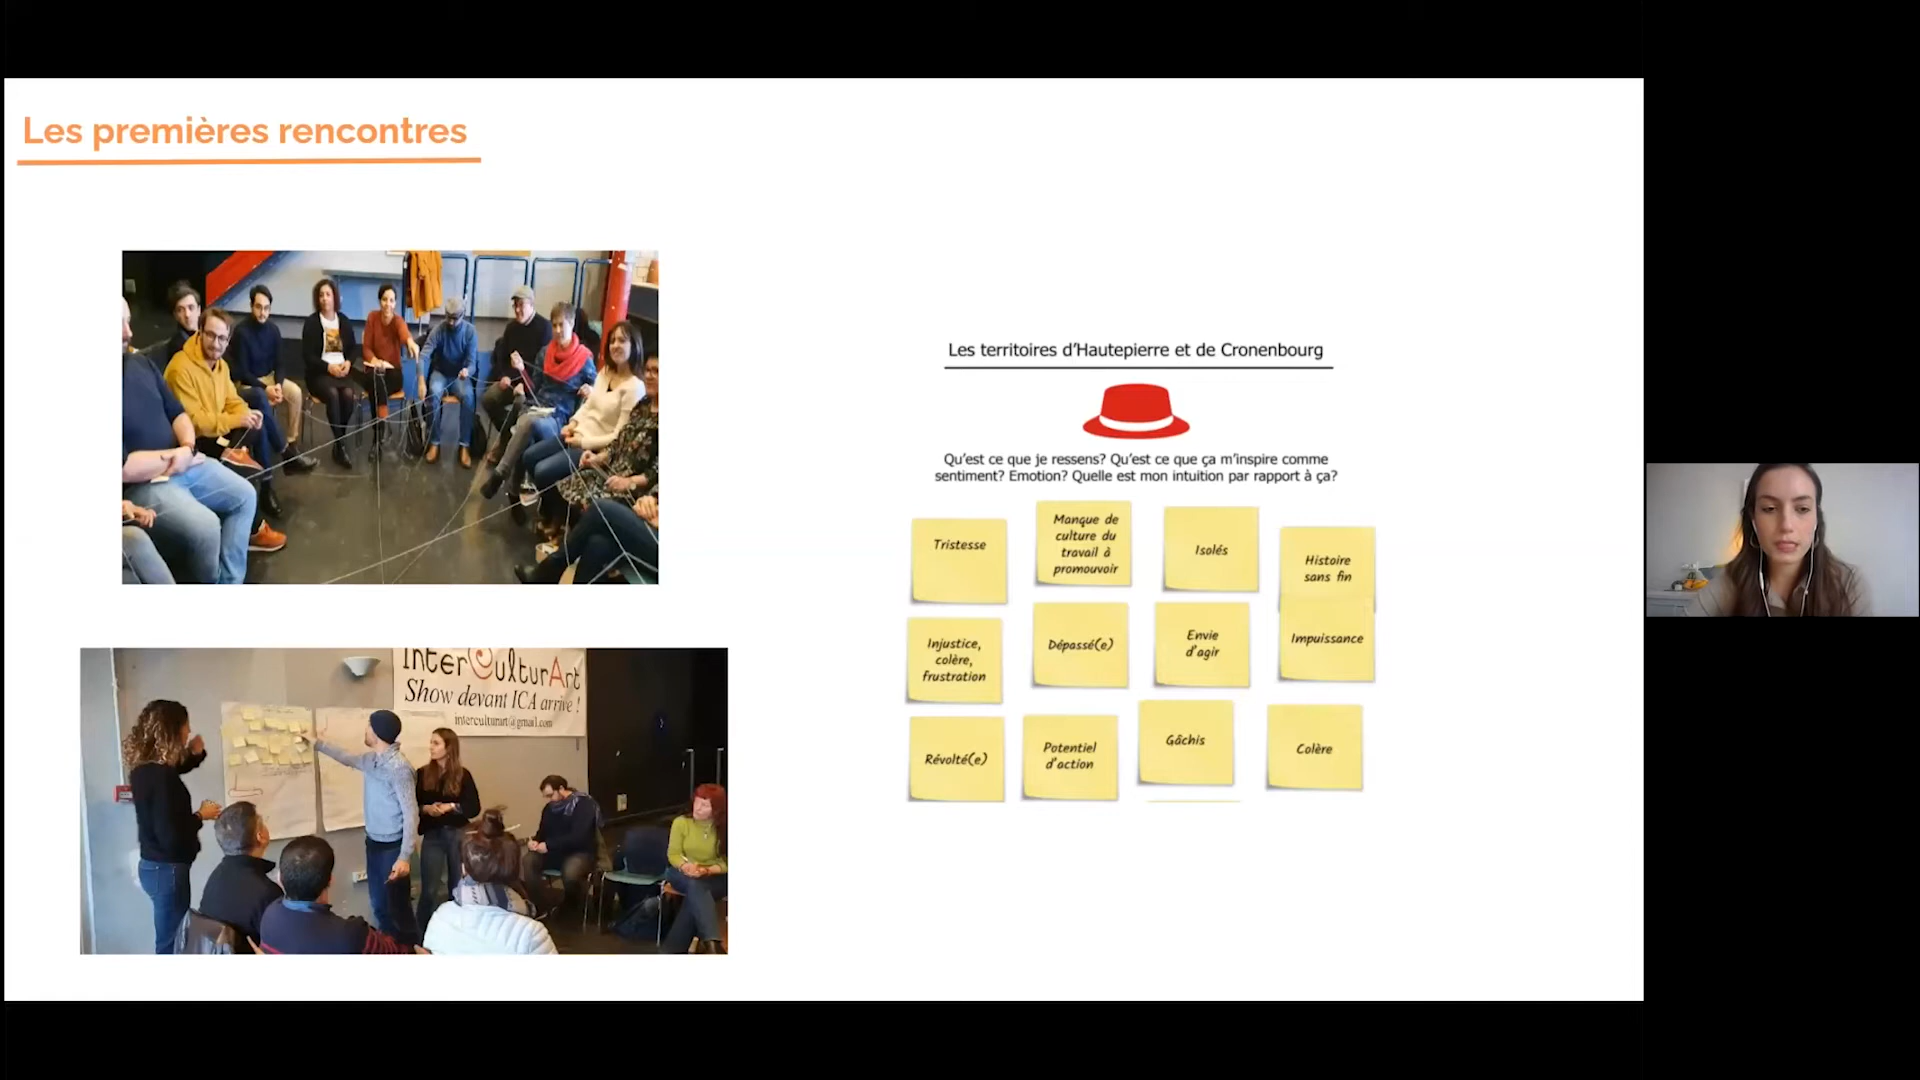 Les premières rencontres
InterCulturArt
Show devant ICA arrive !
interculturart@gmail.com
Les territoires d'Hautepierre et de Cronenbourg
Qu'est ce que je ressens? Qu'est ce que ça m'inspire comme
sentiment? Emotion? Quelle est mon intuition par rapport à ça?
Tristesse
Manque de
culture du
travail à
promouvoir
Isolés
Histoire
sans fin
Injustice,
colère,
frustration
Dépassé(e)
Envie
d'agir
Impuissance
Révolté(e)
Potentiel
d'action
Gâchis
Colère